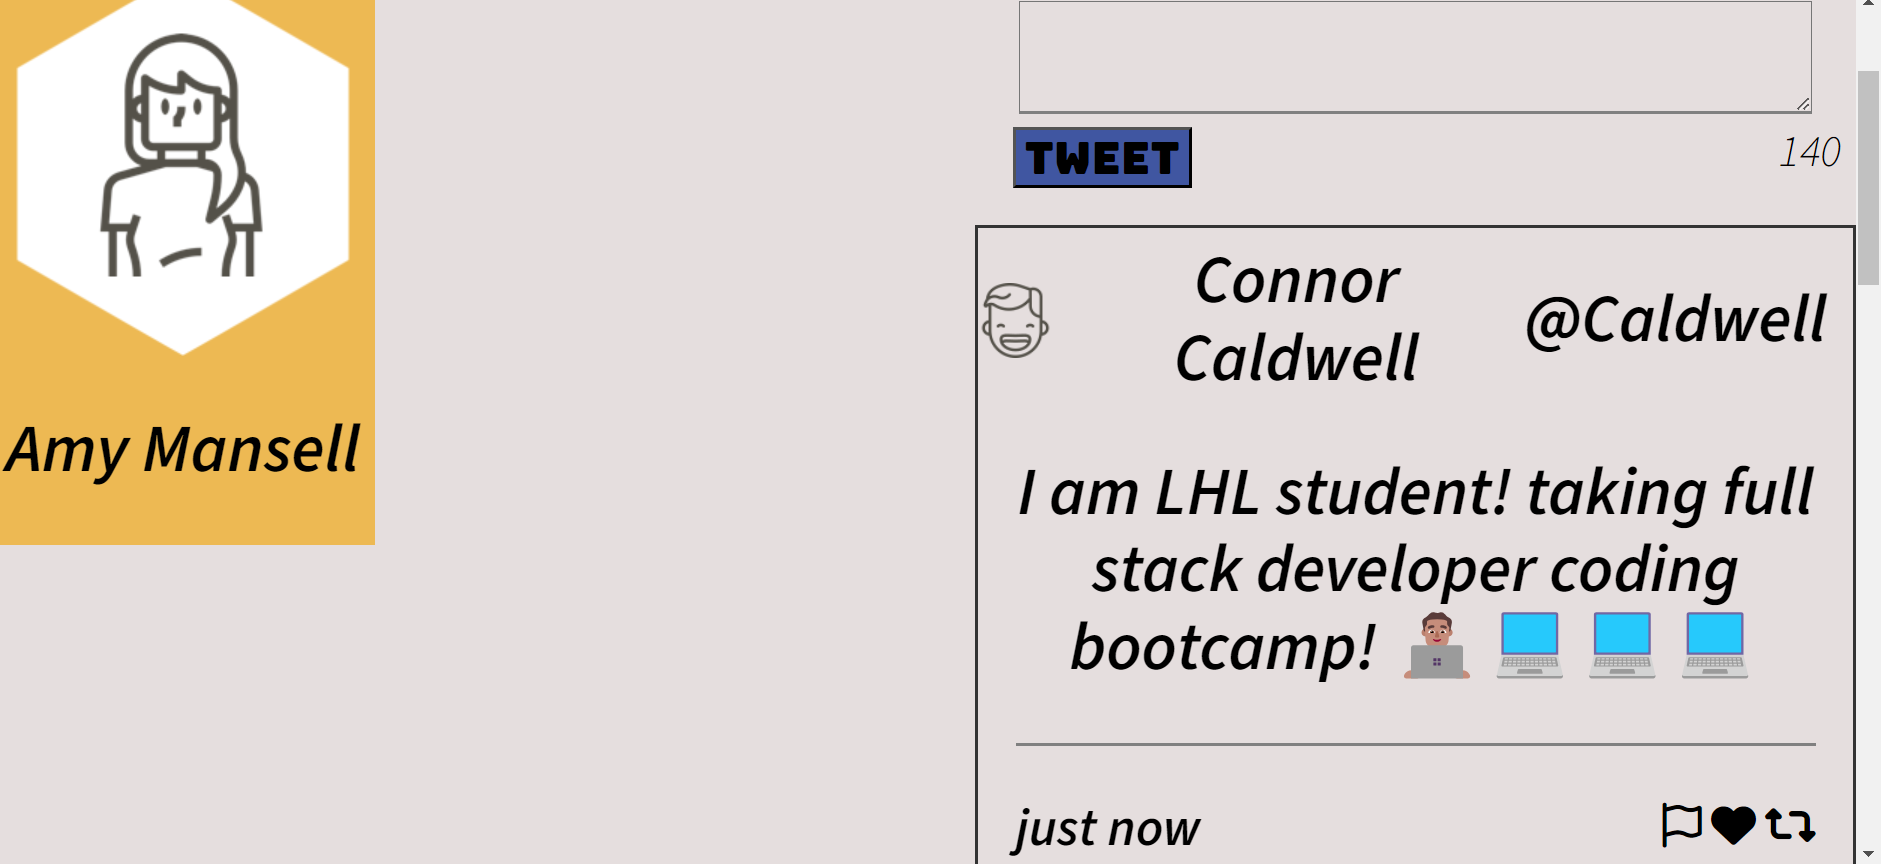 Amy Mansell
TWEET
140
Connor
Caldwell
@Caldwell
I am LHL student! taking full
stack developer coding
bootcamp! 👨🏽‍💻 💻 💻 💻
just now